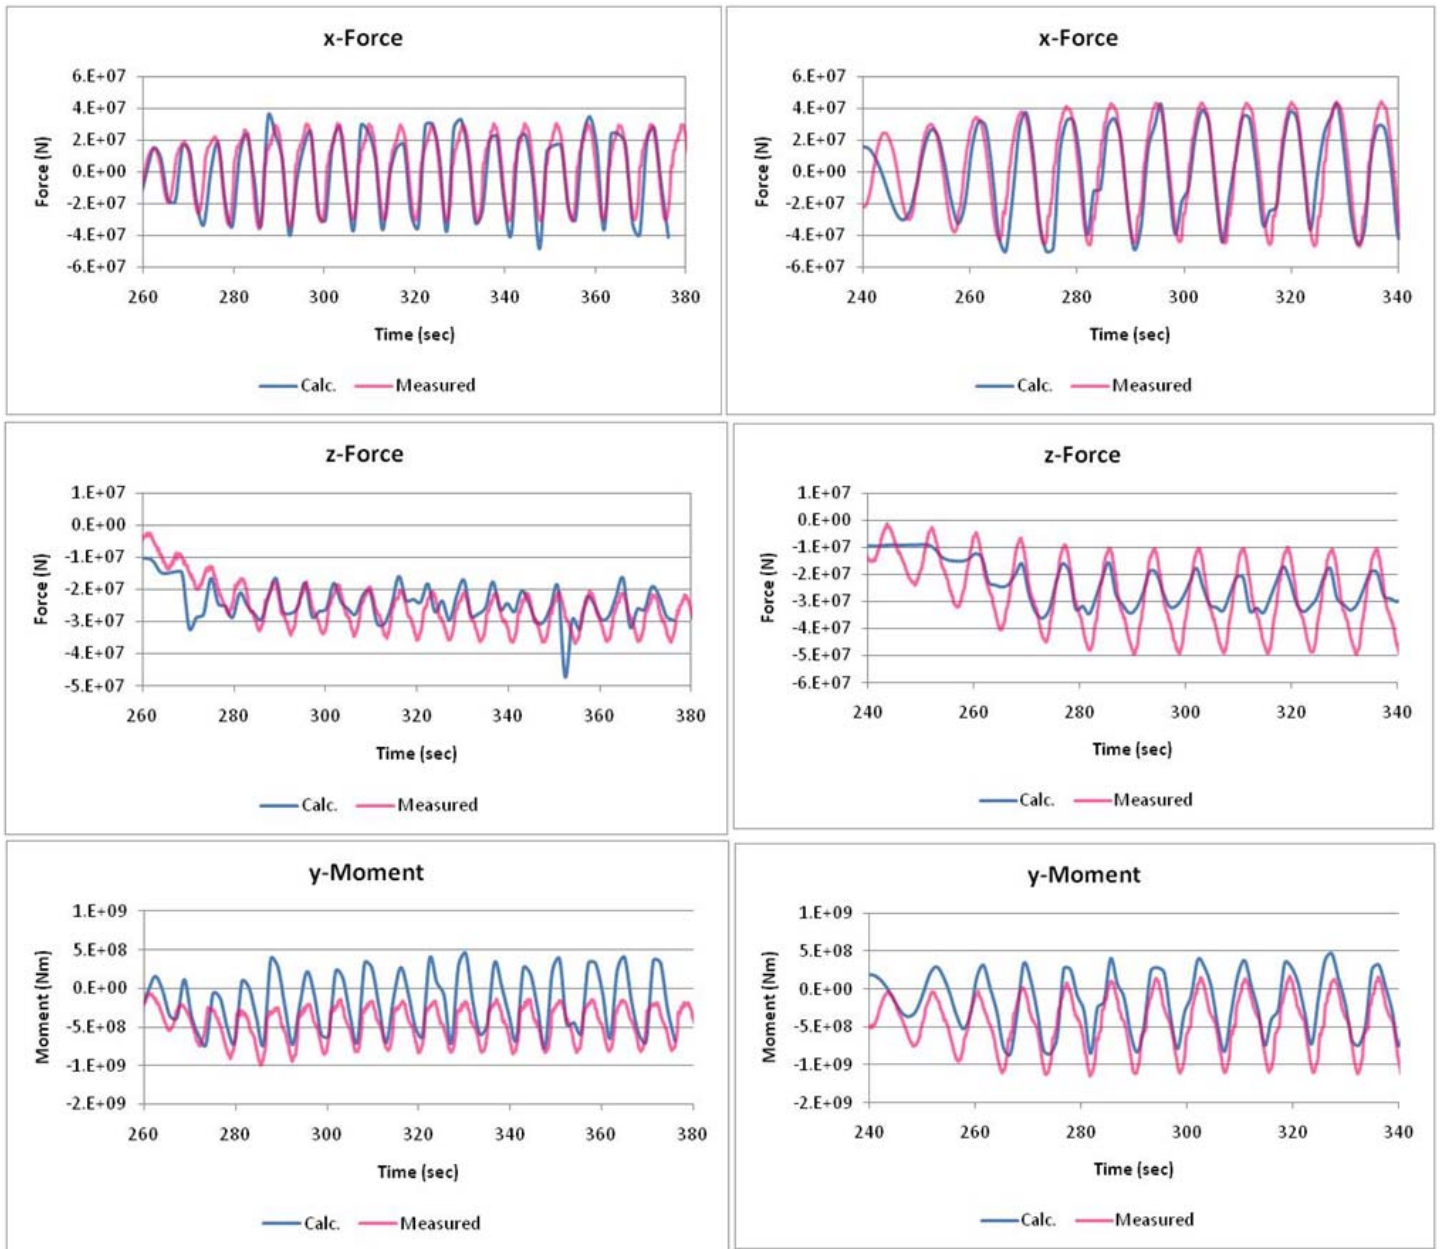 x-Force
6.E+07
4.E+07
2.E+07
0.E+00
-2.E+07
-4.E+07
-6.E+07
Force (N)
260 280 300 320 340 360 380
Time (sec)
Calc. Measured
x-Force
6.E+07
4.E+07
2.E+07
0.E+00
-2.E+07
-4.E+07
-6.E+07
Force (N)
240 260 280 300 320 340
Time (sec)
Calc. Measured
z-Force
1.E+07
0.E+00
-1.E+07
-2.E+07
-3.E+07
-4.E+07
-5.E+07
Force (N)
260 280 300 320 340 360 380
Time (sec)
Calc. Measured
z-Force
1.E+07
0.E+00
-1.E+07
-2.E+07
-3.E+07
-4.E+07
-5.E+07
-6.E+07
Force (N)
240 260 280 300 320 340
Time (sec)
Calc. Measured
y-Moment
1.E+09
5.E+08
0.E+00
-5.E+08
-1.E+09
-2.E+09
Moment (Nm)
260 280 300 320 340 360 380
Time (sec)
Calc. Measured
y-Moment
1.E+09
5.E+08
0.E+00
-5.E+08
-1.E+09
-2.E+09
Moment (Nm)
240 260 280 300 320 340
Time (sec)
Calc. Measured